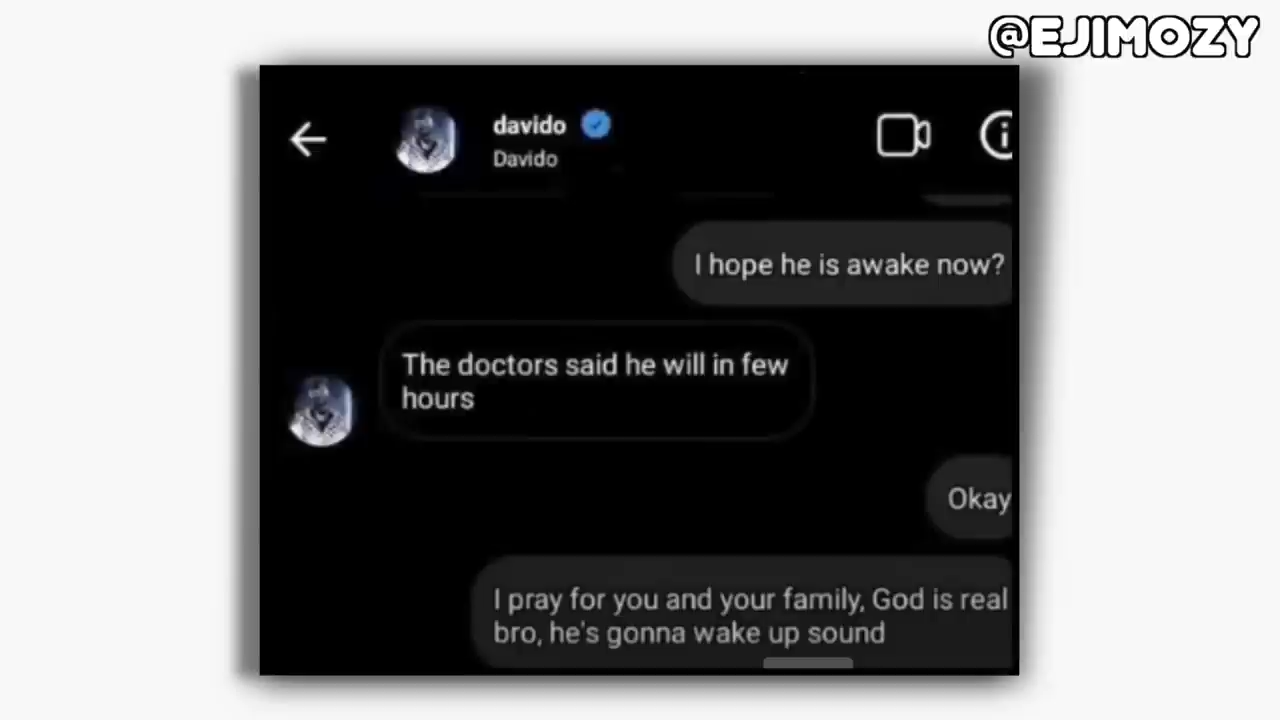 @EJIMOZY
davido
Davido
I hope he is awake now?
The doctors said he will in few
hours
Okay
I pray for you and your family, God is real
bro, he's gonna wake up sound